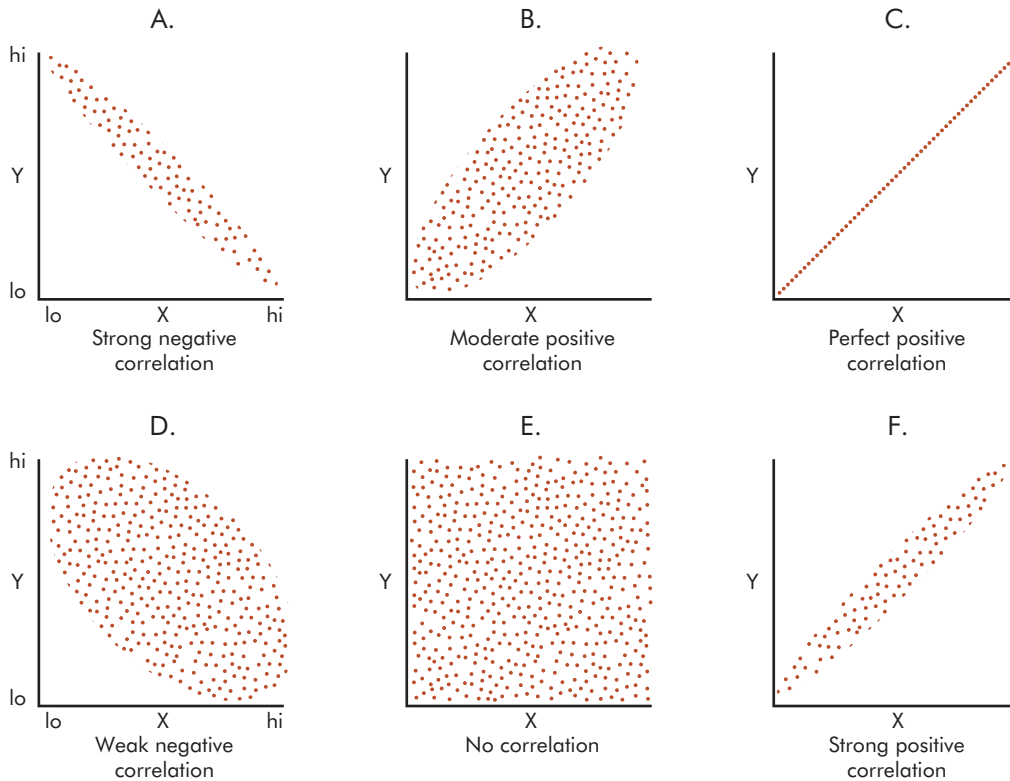 A.
B.
C.
hi
Y
Y
Y
lo
lo X hi
X
X
Strong negative
correlation
Moderate positive
correlation
Perfect positive
correlation
D.
E.
F.
hi
Y
Y
Y
lo
lo X hi
X
X
Weak negative
correlation
No correlation
Strong positive
correlation